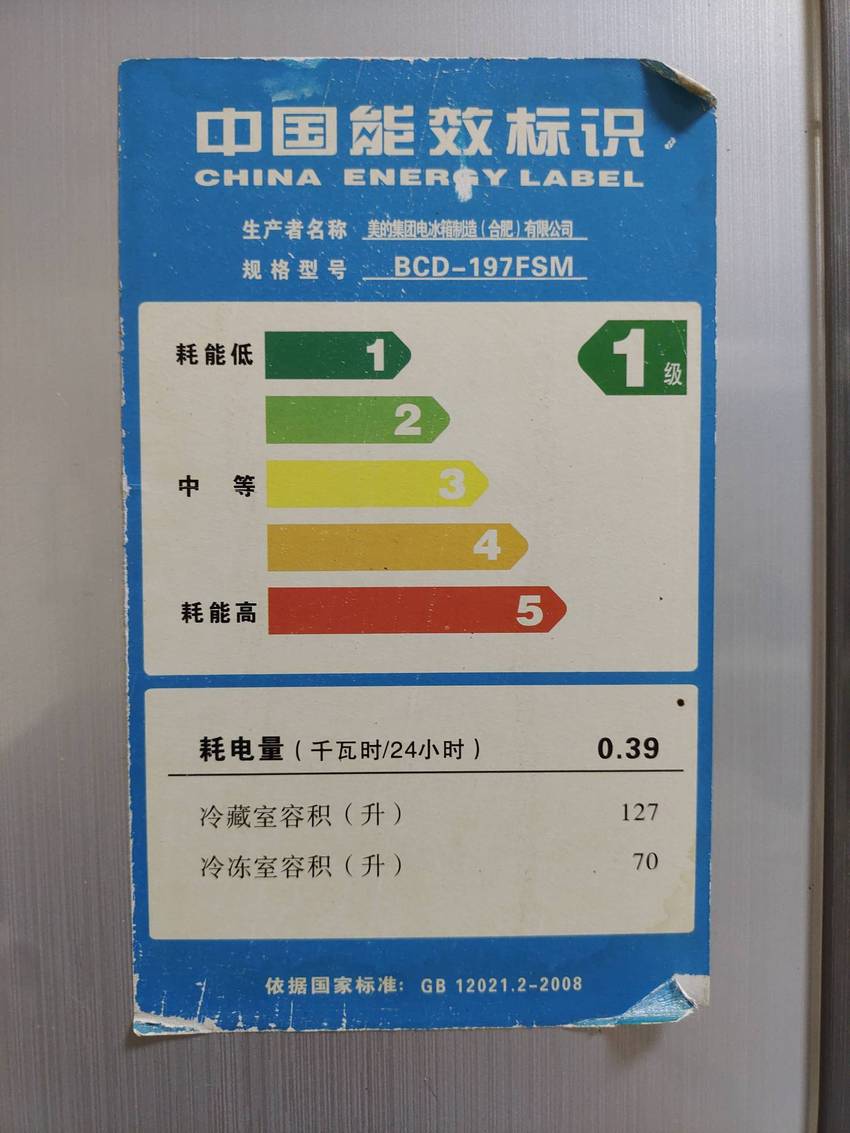 中国能效标识
CHINA ENERGY LABEL
生产者名称 美的集团电冰箱制造(合肥)有限公司
规格型号 BCD-197FSM
耗能低 1 1级
2
中等 3
4
耗能高 5
耗电量(千瓦时/24小时) 0.39
冷藏室容积(升) 127
冷冻室容积(升) 70
依据国家标准: GB 12021.2-2008